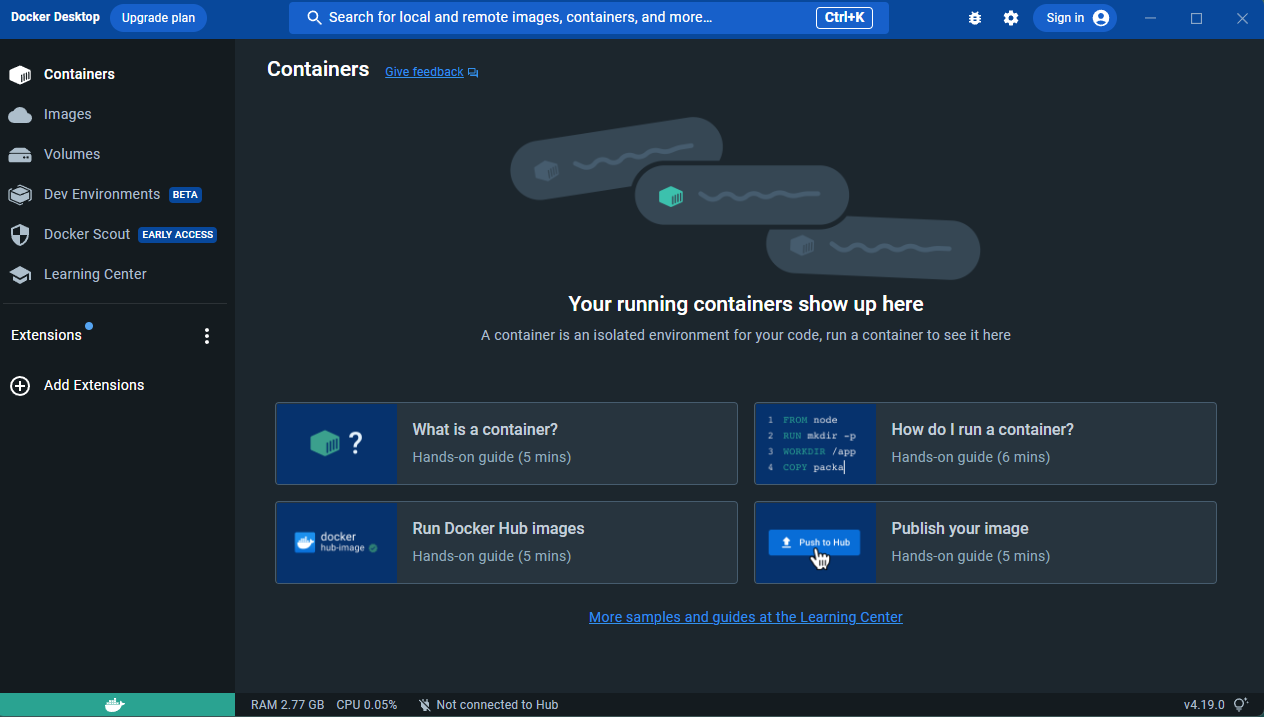 Docker Desktop
Upgrade plan
Search for local and remote images, containers, and more...
Ctrl+K
Sign in
Containers
Images
Volumes
Dev Environments BETA
Docker Scout EARLY ACCESS
Learning Center
Extensions
Add Extensions
Containers
Give feedback
Your running containers show up here
A container is an isolated environment for your code, run a container to see it here
?
What is a container?
Hands-on guide (5 mins)
1 FROM node
2 RUN mkdir -p
3 WORKDIR /app
4 COPY packa
How do I run a container?
Hands-on guide (6 mins)
docker
hub-image
Run Docker Hub images
Hands-on guide (5 mins)
Push to Hub
Publish your image
Hands-on guide (5 mins)
More samples and guides at the Learning Center
RAM 2.77 GB CPU 0.05% Not connected to Hub
v4.19.0